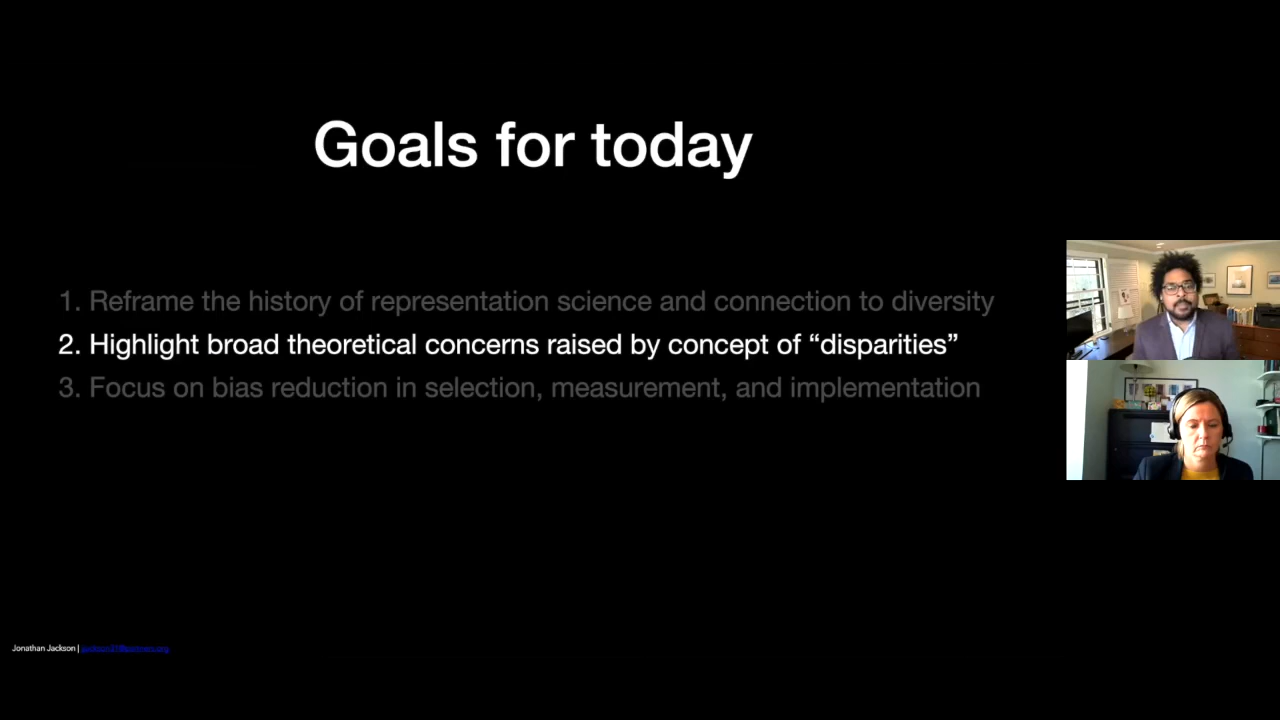 Goals for today
1. Reframe the history of representation science and connection to diversity
2. Highlight broad theoretical concerns raised by concept of “disparities”
3. Focus on bias reduction in selection, measurement, and implementation
Jonathan Jackson |